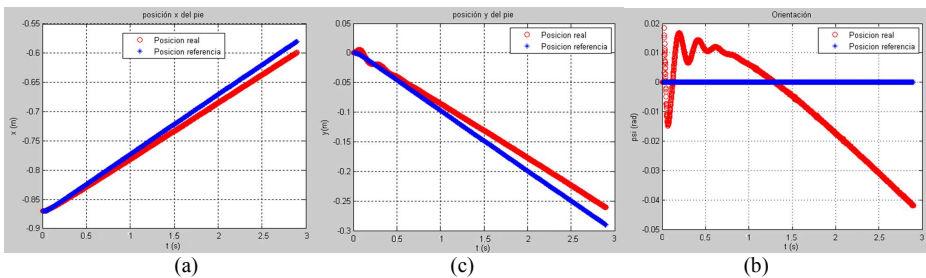 posición x del pie
Posicion real
Posicion referencia
x (m)
-0.55
-0.6
-0.65
-0.7
-0.75
-0.8
-0.85
-0.9
0
0.5
1
1.5
2
2.5
3
t (s)
(a)
posición y del pie
Posicion real
Posicion referencia
y(m)
0.05
0
-0.05
-0.1
-0.15
-0.2
-0.25
-0.3
0
0.5
1
1.5
2
2.5
3
t (s)
(c)
Orientación
Posicion real
Posicion referencia
psi (rad)
0.02
0.01
0
-0.01
-0.02
-0.03
-0.04
-0.05
0
0.5
1
1.5
2
2.5
3
t (s)
(b)